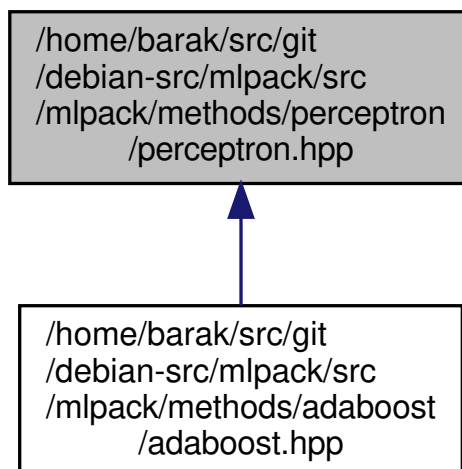 /home/barak/src/git
/debian-src/mlpack/src
/mlpack/methods/perceptron
/perceptron.hpp
/home/barak/src/git
/debian-src/mlpack/src
/mlpack/methods/adaboost
/adaboost.hpp